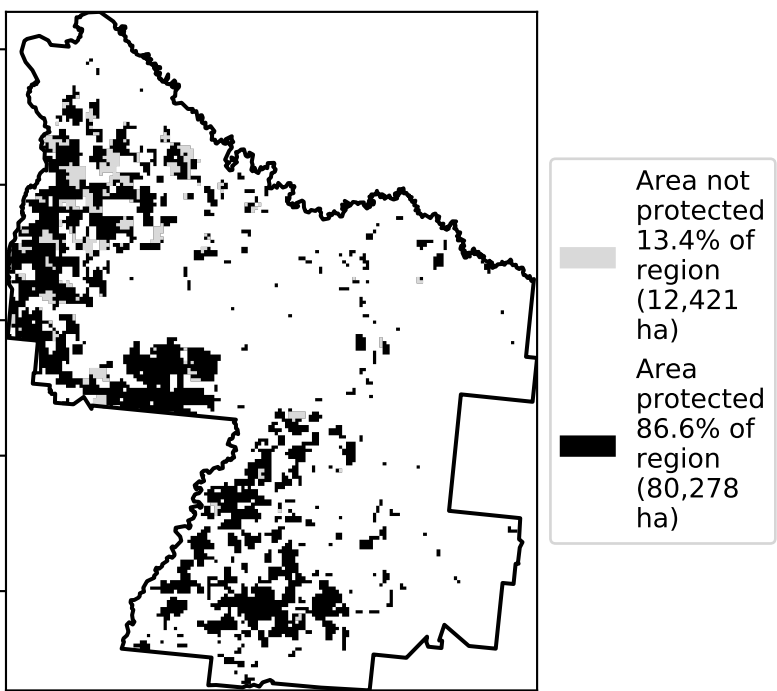 Area not
protected
13.4% of
region
(12,421
ha)
Area
protected
86.6% of
region
(80,278
ha)